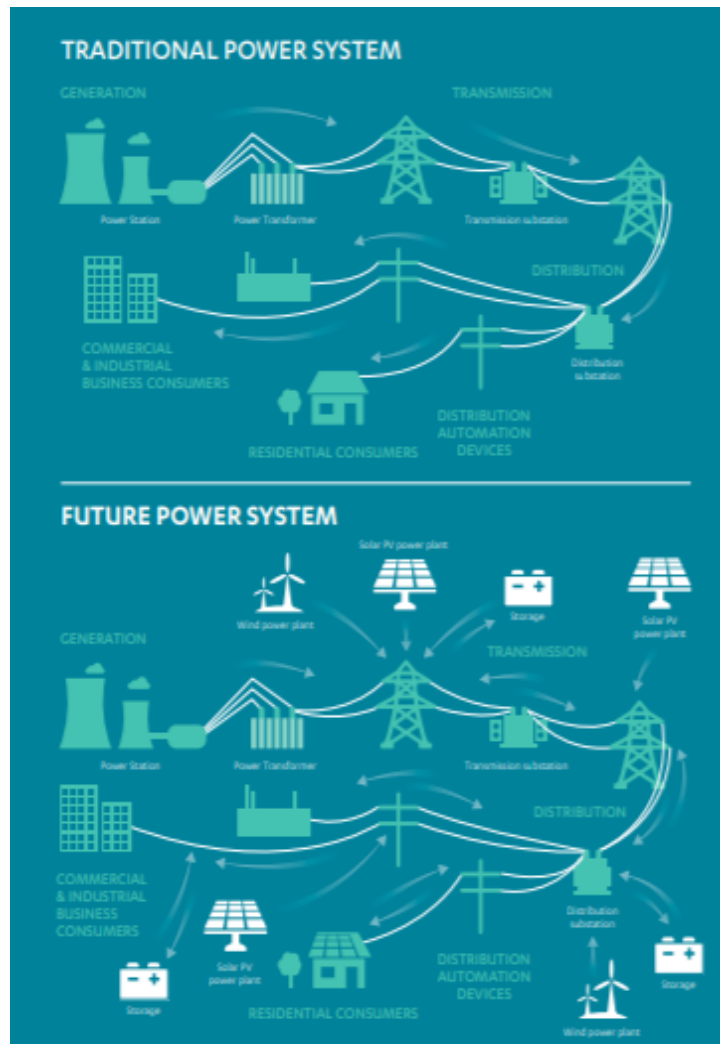 TRADITIONAL POWER SYSTEM
GENERATION
TRANSMISSION
Power Station
Power Transformer
Transmission substation
DISTRIBUTION
COMMERCIAL
& INDUSTRIAL
BUSINESS CONSUMERS
Distribution
substation
DISTRIBUTION
AUTOMATION
DEVICES
RESIDENTIAL CONSUMERS
FUTURE POWER SYSTEM
Solar PV power plant
Wind power plant
Storage
Solar PV
power plant
GENERATION
TRANSMISSION
Power Station
Power Transformer
Transmission substation
DISTRIBUTION
COMMERCIAL
& INDUSTRIAL
BUSINESS
CONSUMERS
Distribution
substation
Solar PV
power plant
DISTRIBUTION
AUTOMATION
DEVICES
Storage
Storage
RESIDENTIAL CONSUMERS
Wind power plant